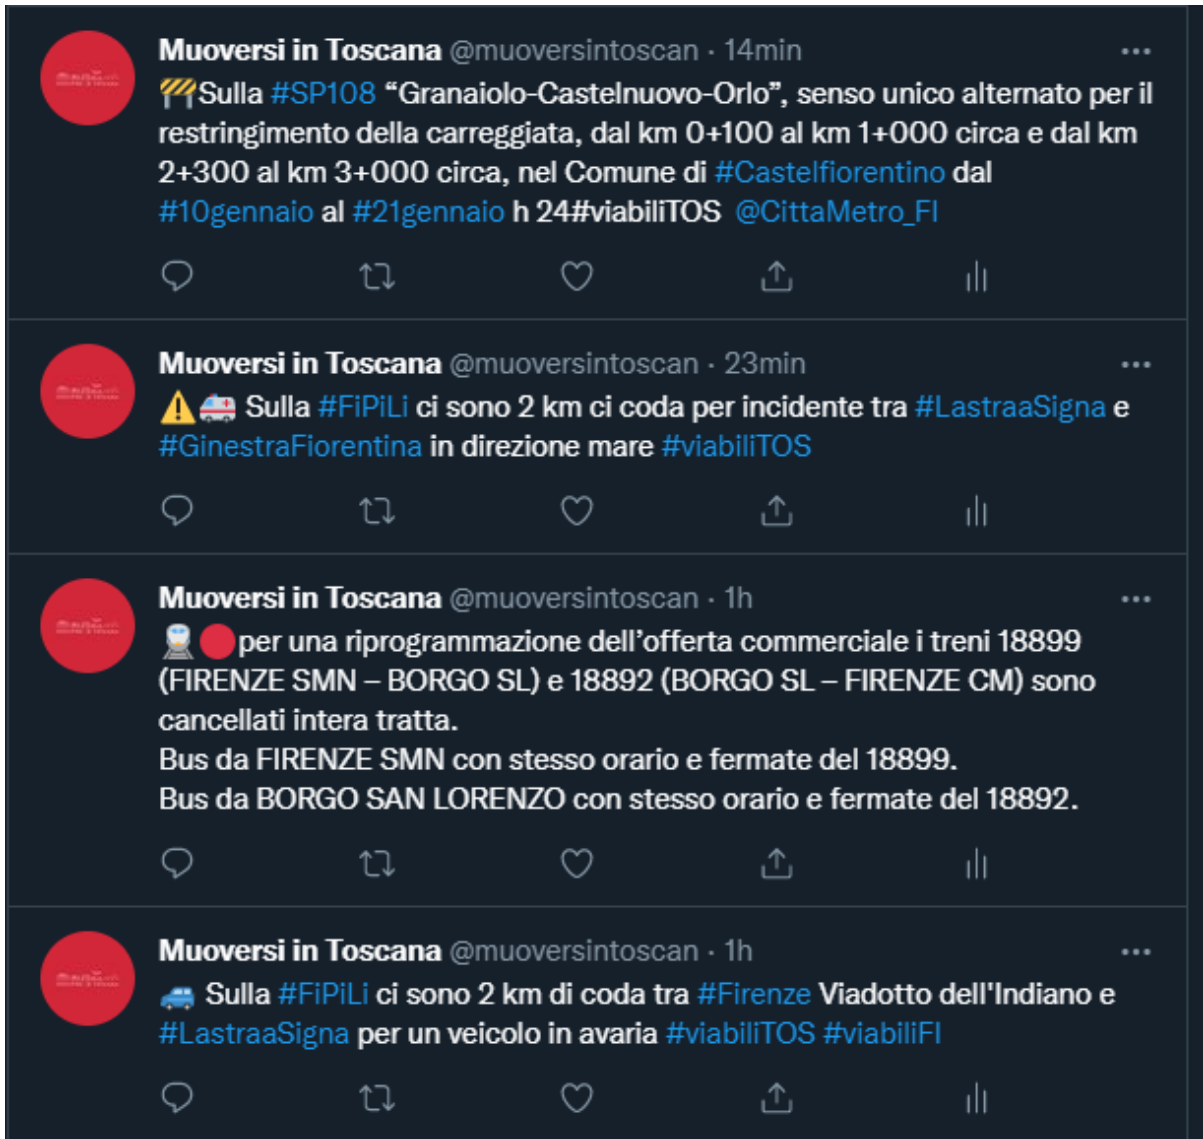 Muoversi in Toscana @muoversintoscan · 14min
🚧Sulla #SP108 “Granaiolo-Castelnuovo-Orlo”, senso unico alternato per il
restringimento della carreggiata, dal km 0+100 al km 1+000 circa e dal km
2+300 al km 3+000 circa, nel Comune di #Castelfiorentino dal
#10gennaio al #21gennaio h 24#viabiliTOS @CittaMetro_FI
Muoversi in Toscana @muoversintoscan · 23min
⚠️🚑 Sulla #FiPiLi ci sono 2 km ci coda per incidente tra #LastraaSigna e
#GinestraFiorentina in direzione mare #viabiliTOS
Muoversi in Toscana @muoversintoscan · 1h
🚆🔴per una riprogrammazione dell’offerta commerciale i treni 18899
(FIRENZE SMN – BORGO SL) e 18892 (BORGO SL – FIRENZE CM) sono
cancellati intera tratta.
Bus da FIRENZE SMN con stesso orario e fermate del 18899.
Bus da BORGO SAN LORENZO con stesso orario e fermate del 18892.
Muoversi in Toscana @muoversintoscan · 1h
🚙 Sulla #FiPiLi ci sono 2 km di coda tra #Firenze Viadotto dell'Indiano e
#LastraaSigna per un veicolo in avaria #viabiliTOS #viabiliFI